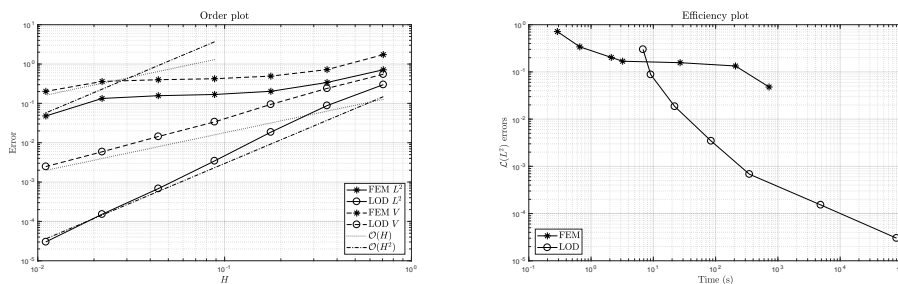 Order plot
10^1
10^0
10^-1
10^-2
10^-3
10^-4
10^-5
Error
10^-2
10^-1
10^0
H
FEM L^2
LOD L^2
FEM V
LOD V
O(H)
O(H^2)
Efficiency plot
10^0
10^-1
10^-2
10^-3
10^-4
10^-5
L(L^2) errors
10^-1
10^0
10^1
10^2
10^3
10^4
Time (s)
FEM
LOD